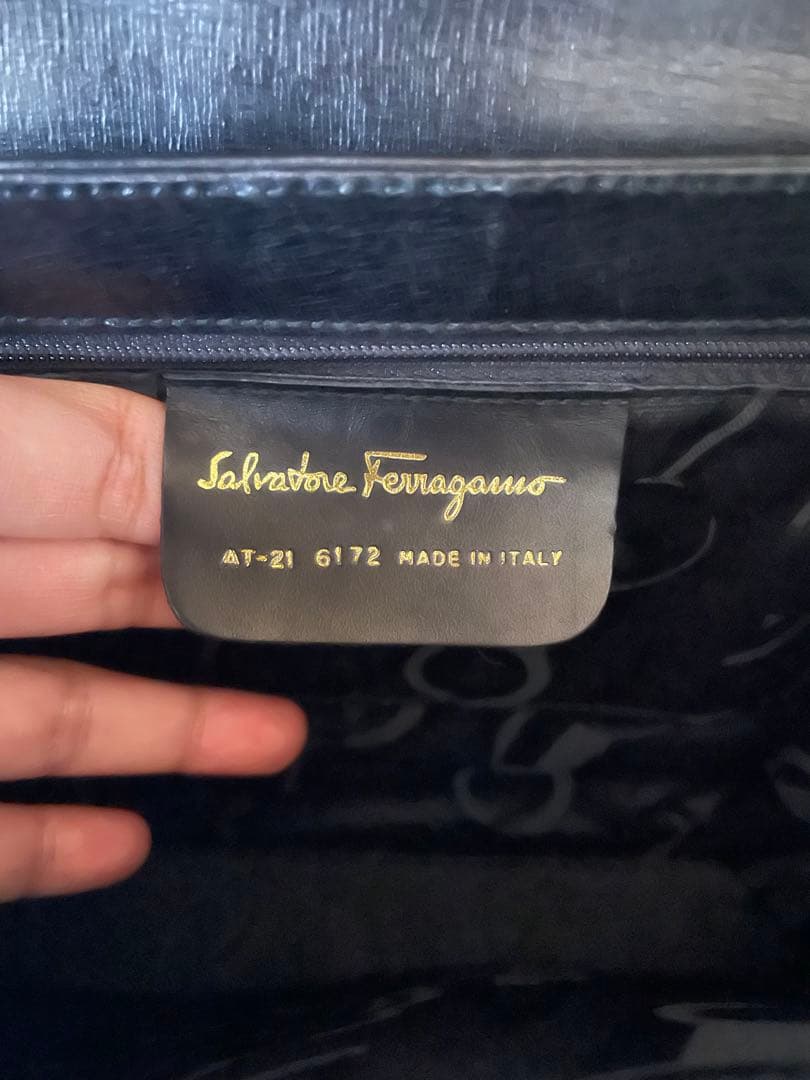 Salvatore Ferragamo
AT-21 6172 MADE IN ITALY